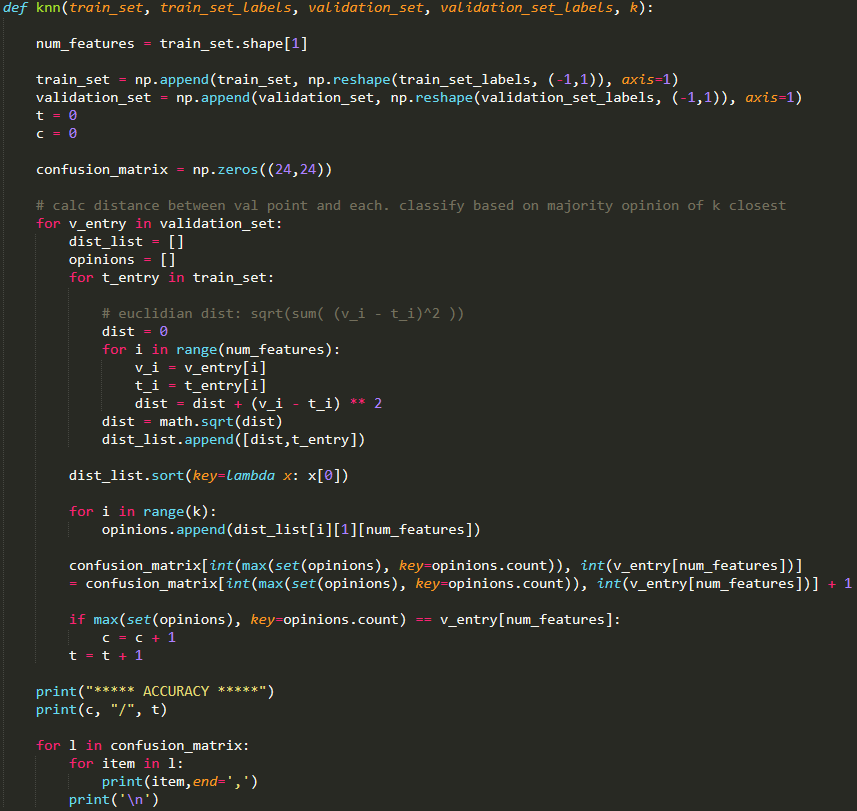 def knn(train_set, train_set_labels, validation_set, validation_set_labels, k):
num_features = train_set.shape[1]
train_set = np.append(train_set, np.reshape(train_set_labels, (-1,1)), axis=1)
validation_set = np.append(validation_set, np.reshape(validation_set_labels, (-1,1)), axis=1)
t = 0
c = 0
confusion_matrix = np.zeros((24,24))
# calc distance between val point and each. classify based on majority opinion of k closest
for v_entry in validation_set:
dist_list = []
opinions = []
for t_entry in train_set:
# euclidian dist: sqrt(sum( (v_i - t_i)^2 ))
dist = 0
for i in range(num_features):
v_i = v_entry[i]
t_i = t_entry[i]
dist = dist + (v_i - t_i) ** 2
dist = math.sqrt(dist)
dist_list.append([dist,t_entry])
dist_list.sort(key=lambda x: x[0])
for i in range(k):
opinions.append(dist_list[i][1][num_features])
confusion_matrix[int(max(set(opinions), key=opinions.count)), int(v_entry[num_features])]
= confusion_matrix[int(max(set(opinions), key=opinions.count)), int(v_entry[num_features])] + 1
if max(set(opinions), key=opinions.count) == v_entry[num_features]:
c = c + 1
t = t + 1
print("***** ACCURACY *****")
print(c, "/", t)
for l in confusion_matrix:
for item in l:
print(item,end=',')
print('\n')